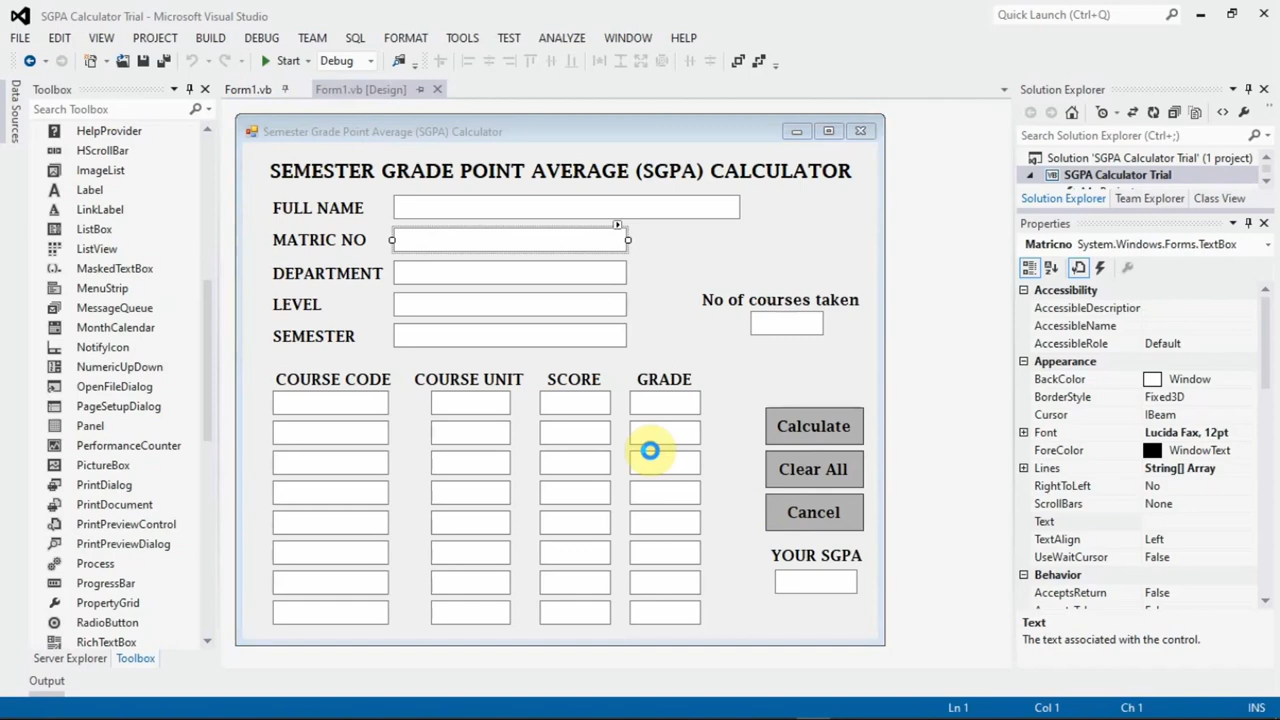 SGPA Calculator Trial - Microsoft Visual Studio
Quick Launch (Ctrl+Q)
FILE EDIT VIEW PROJECT BUILD DEBUG TEAM SQL FORMAT TOOLS TEST ANALYZE WINDOW HELP
Start Debug
Data Sources
Toolbox
Search Toolbox
HelpProvider
HScrollBar
ImageList
Label
LinkLabel
ListBox
ListView
MaskedTextBox
MenuStrip
MessageQueue
MonthCalendar
NotifyIcon
NumericUpDown
OpenFileDialog
PageSetupDialog
Panel
PerformanceCounter
PictureBox
PrintDialog
PrintDocument
PrintPreviewControl
PrintPreviewDialog
Process
ProgressBar
PropertyGrid
RadioButton
RichTextBox
Server Explorer Toolbox
Output
Form1.vb Form1.vb [Design]
Semester Grade Point Average (SGPA) Calculator
SEMESTER GRADE POINT AVERAGE (SGPA) CALCULATOR
FULL NAME
MATRIC NO
DEPARTMENT
LEVEL
SEMESTER
No of courses taken
COURSE CODE COURSE UNIT SCORE GRADE
Calculate
Clear All
Cancel
YOUR SGPA
Solution Explorer
Search Solution Explorer (Ctrl+;)
Solution 'SGPA Calculator Trial' (1 project)
VB SGPA Calculator Trial
Solution Explorer Team Explorer Class View
Properties
Matricno System.Windows.Forms.TextBox
Accessibility
AccessibleDescription
AccessibleName
AccessibleRole Default
Appearance
BackColor Window
BorderStyle Fixed3D
Cursor IBeam
Font Lucida Fax, 12pt
ForeColor WindowText
Lines String[] Array
RightToLeft No
ScrollBars None
Text
TextAlign Left
UseWaitCursor False
Behavior
AcceptsReturn False
Text
The text associated with the control.
Ln 1 Col 1 Ch 1 INS